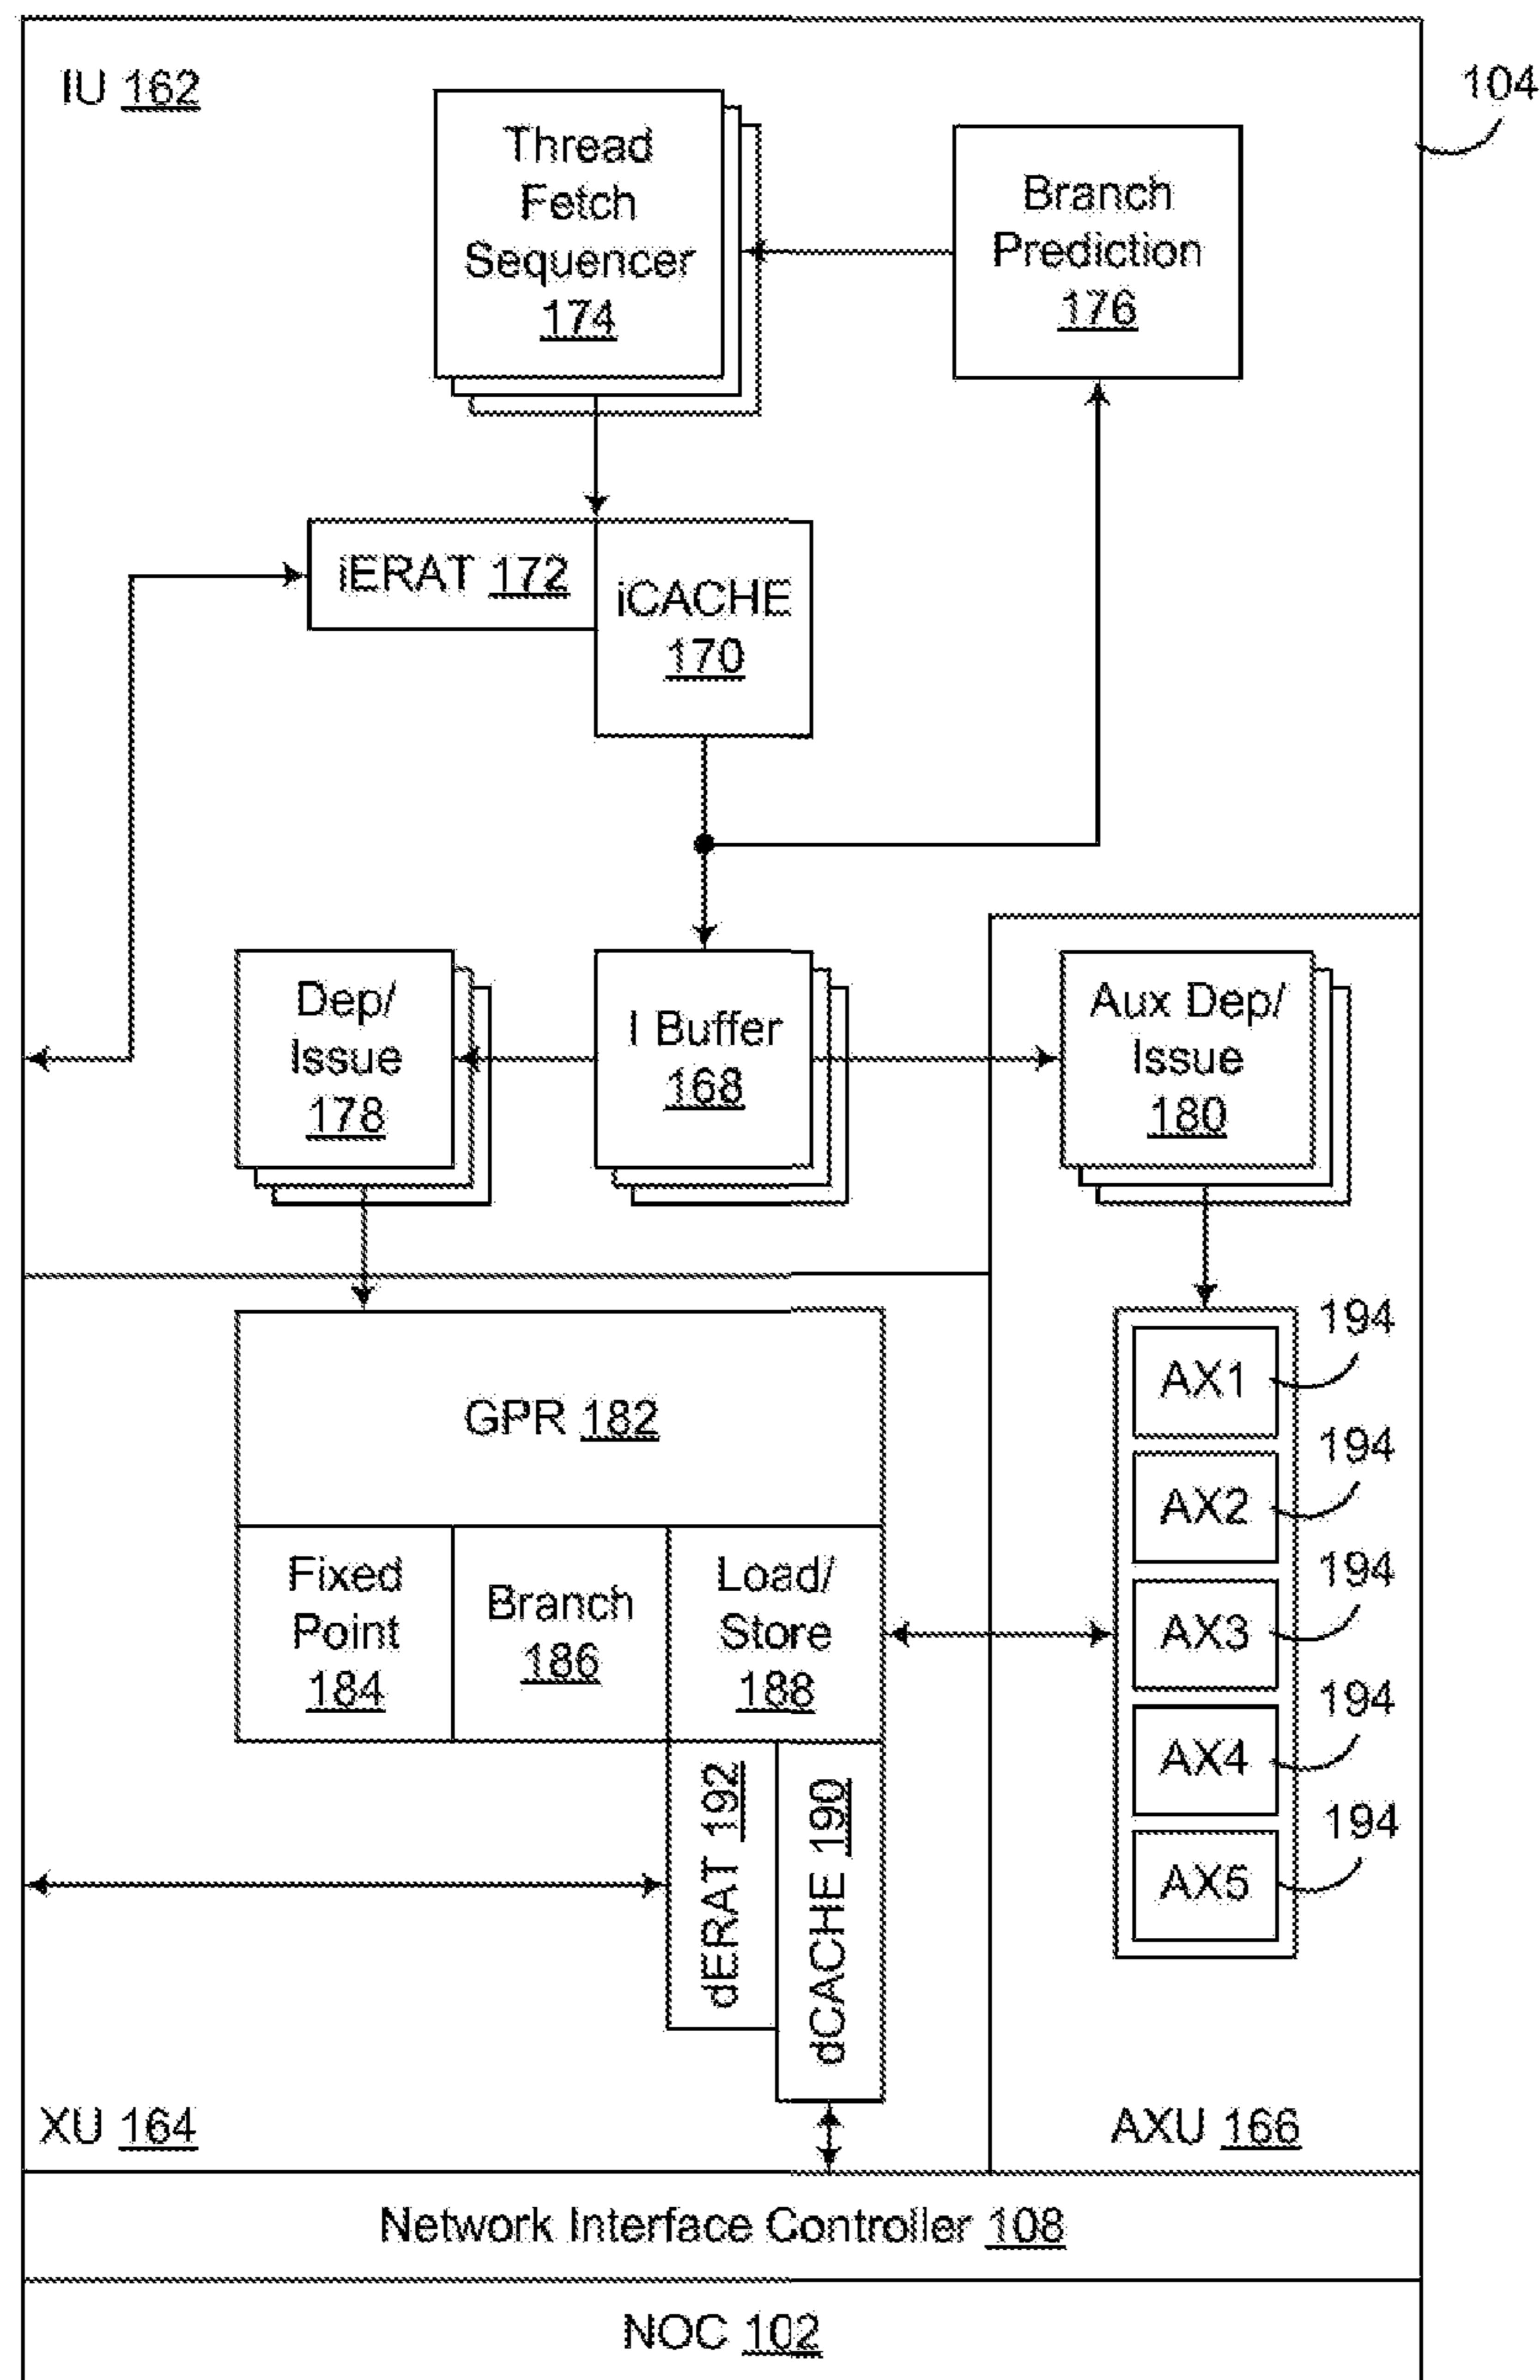 IU 162
104
Thread
Fetch
Sequencer
174
Branch
Prediction
176
iERAT 172
iCACHE
170
Dep/
Issue
178
I Buffer
168
Aux Dep/
Issue
180
GPR 182
Fixed
Point
184
Branch
186
Load/
Store
188
dERAT 192
dCACHE 190
AX1
194
AX2
194
AX3
194
AX4
194
AX5
194
XU 164
AXU 166
Network Interface Controller 108
NOC 102